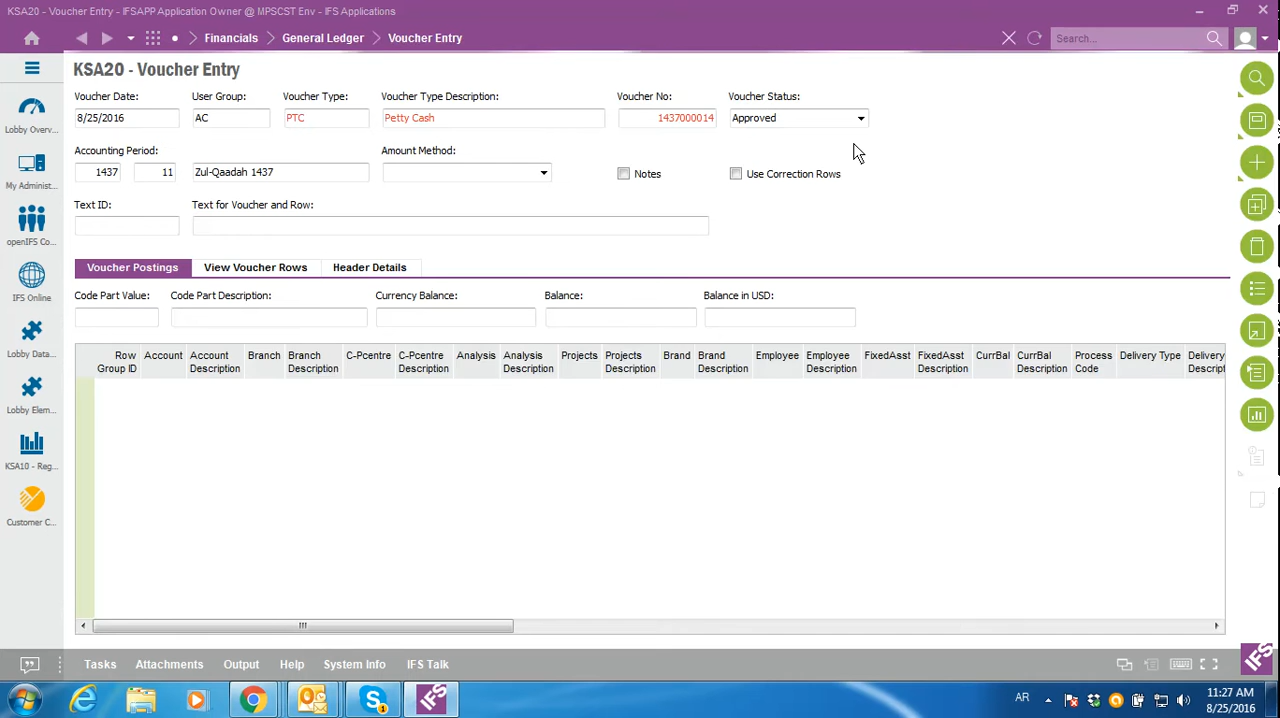 KSA20 - Voucher Entry - IFSAPP Application Owner @ MPSCST Env - IFS Applications
Financials
General Ledger
Voucher Entry
Search...
KSA20 - Voucher Entry
Voucher Date:
User Group:
Voucher Type:
Voucher Type Description:
Voucher No:
Voucher Status:
8/25/2016
AC
PTC
Petty Cash
1437000014
Approved
Accounting Period:
Amount Method:
1437
11
Zul-Qaadah 1437
Notes
Use Correction Rows
Text ID:
Text for Voucher and Row:
Voucher Postings
View Voucher Rows
Header Details
Code Part Value:
Code Part Description:
Currency Balance:
Balance:
Balance in USD:
Row Group ID
Account
Account Description
Branch
Branch Description
C-Pcentre
C-Pcentre Description
Analysis
Analysis Description
Projects
Projects Description
Brand
Brand Description
Employee
Employee Description
FixedAsst
FixedAsst Description
CurrBal
CurrBal Description
Process Code
Delivery Type
Delivery Descript
Lobby Overv...
My Administ...
openIFS Co...
IFS Online
Lobby Data...
Lobby Elem...
KSA10 - Reg...
Customer C...
Tasks
Attachments
Output
Help
System Info
IFS Talk
IFS
IFS
AR
11:27 AM
8/25/2016